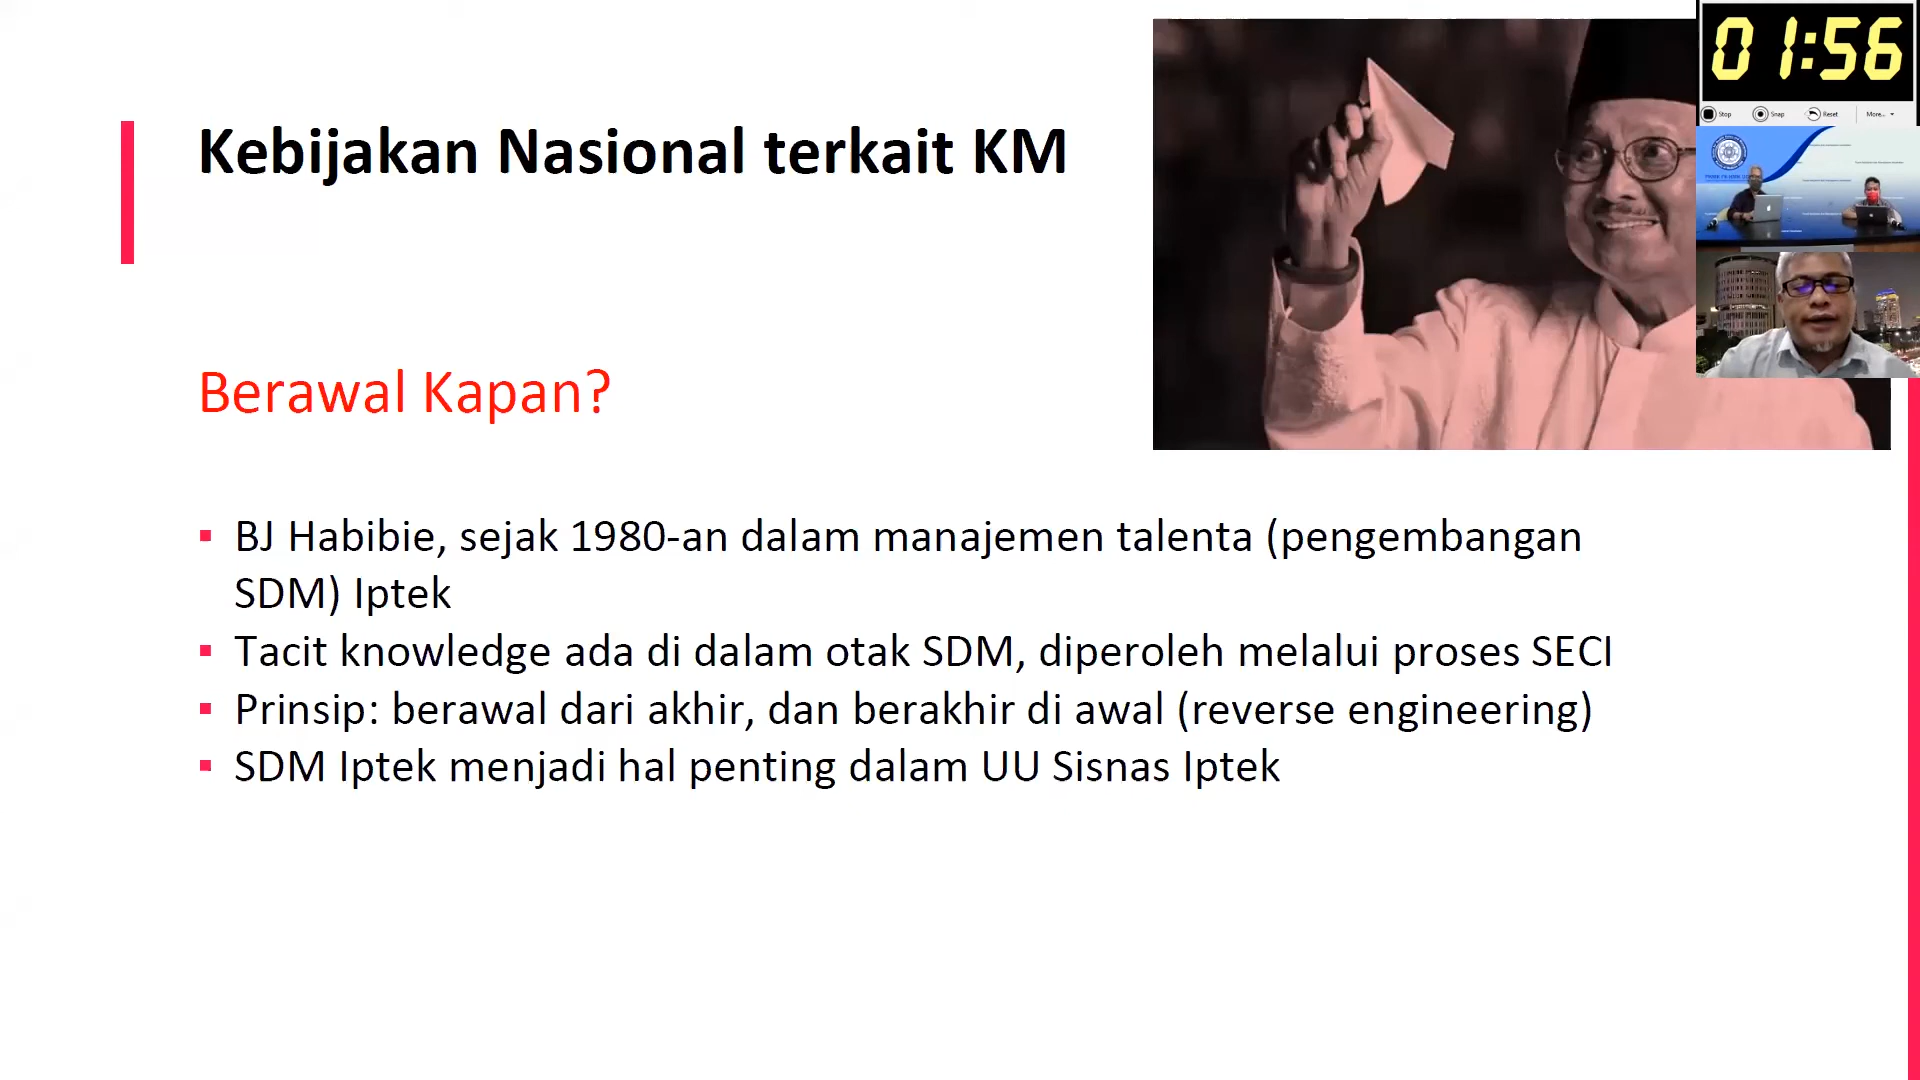 Kebijakan Nasional terkait KM
Berawal Kapan?
▪ BJ Habibie, sejak 1980-an dalam manajemen talenta (pengembangan
SDM) Iptek
▪ Tacit knowledge ada di dalam otak SDM, diperoleh melalui proses SECI
▪ Prinsip: berawal dari akhir, dan berakhir di awal (reverse engineering)
▪ SDM Iptek menjadi hal penting dalam UU Sisnas Iptek
01:56
Stop Snap Reset More...